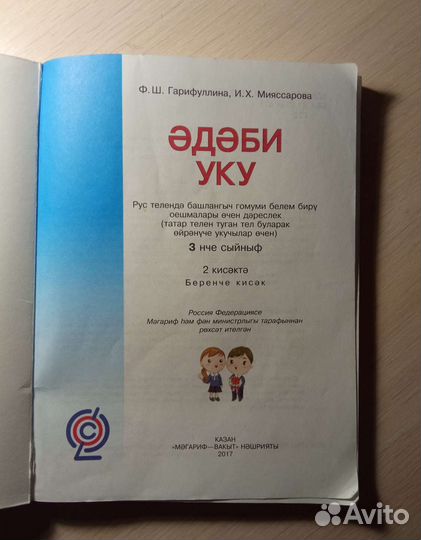 Ф. Ш. Гарифуллина, И. Х. Мияссарова
ӘДӘБИ
УКУ
Рус телендә башлангыч гомуми белем бирү
оешмалары өчен дәреслек
(татар телен туган тел буларак
өйрәнүче укучылар өчен)
3 нче сыйныф
2 кисәктә
Беренче кисәк
Россия Федерациясе
Мәгариф һәм фән министрлыгы тарафыннан
рөхсәт ителгән
КАЗАН
«МӘГАРИФ—ВАКЫТ» НӘШРИЯТЫ
2017
Avito